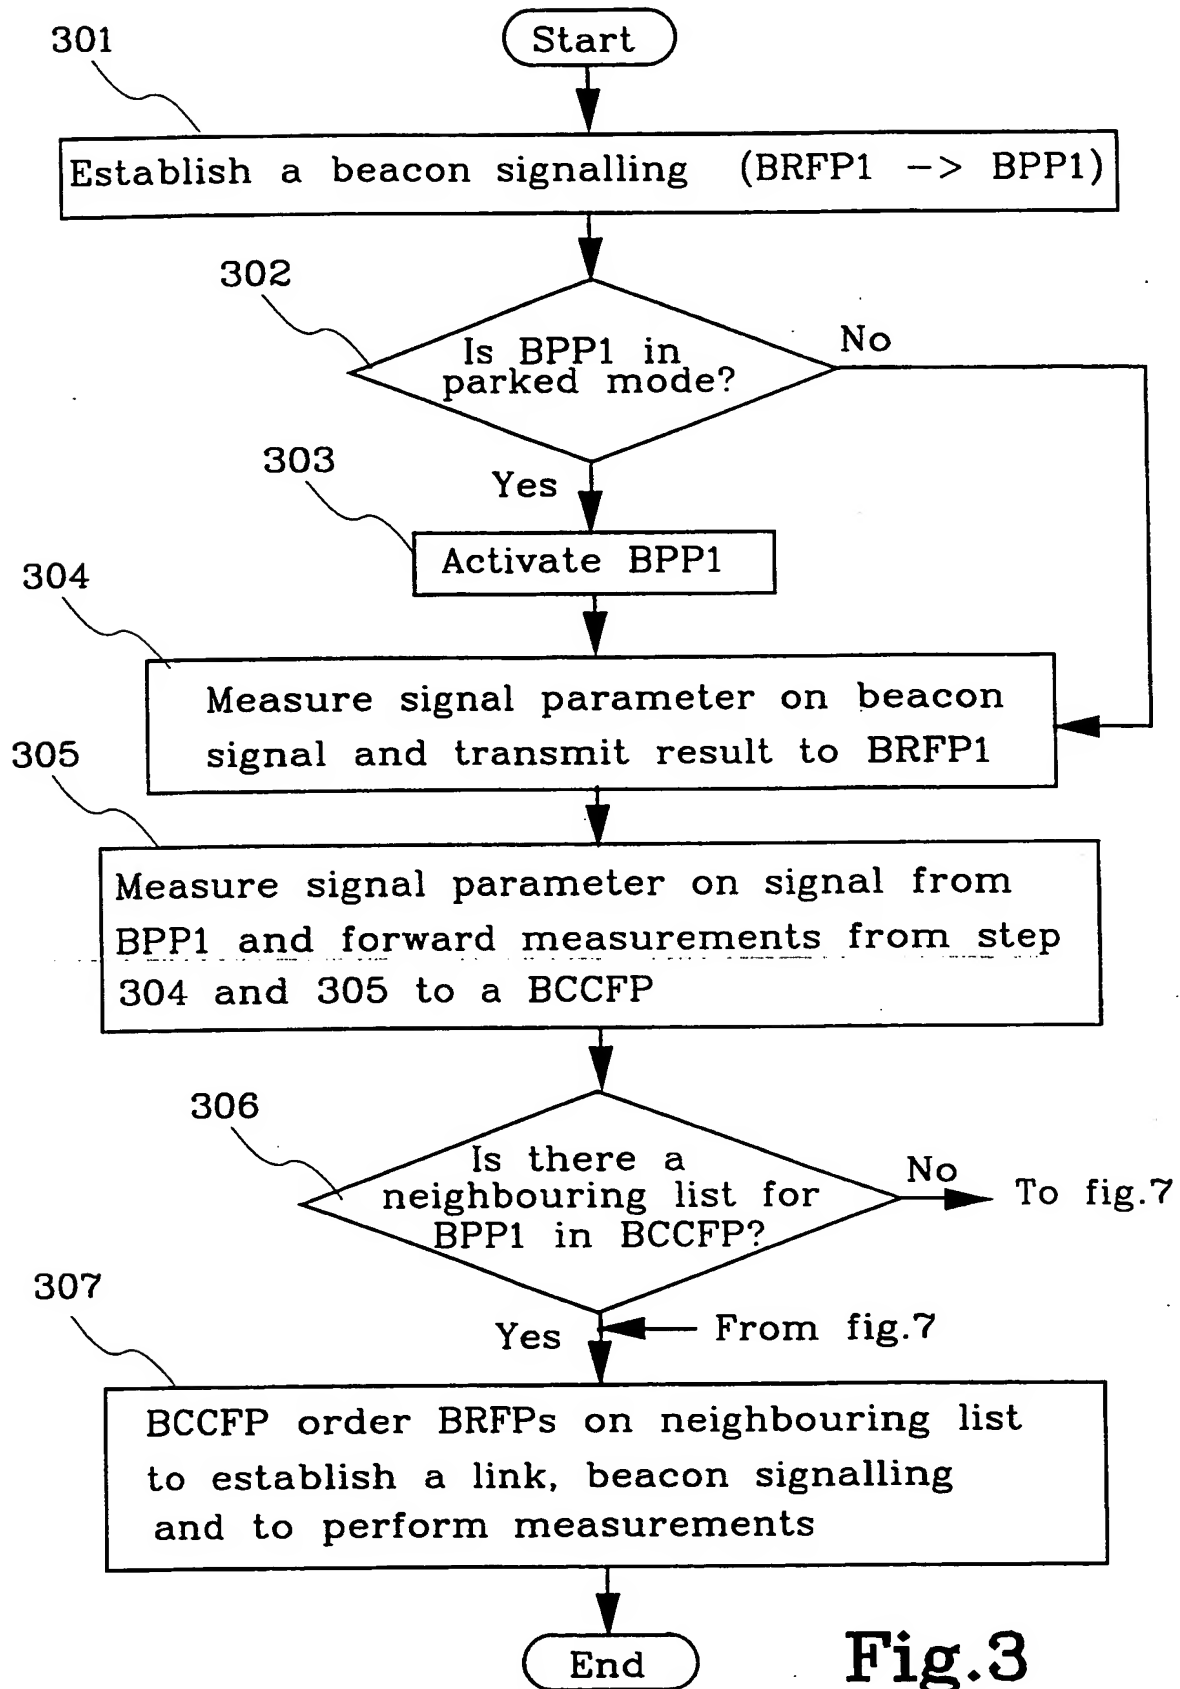 Start
301
Establish a beacon signalling (BRFP1 -> BPP1)
302
Is BPP1 in
parked mode?
No
Yes
303
Activate BPP1
304
Measure signal parameter on beacon
signal and transmit result to BRFP1
305
Measure signal parameter on signal from
BPP1 and forward measurements from step
304 and 305 to a BCCFP
306
Is there a
neighbouring list for
BPP1 in BCCFP?
No
To fig.7
Yes
From fig.7
307
BCCFP order BRFPs on neighbouring list
to establish a link, beacon signalling
and to perform measurements
End
Fig.3